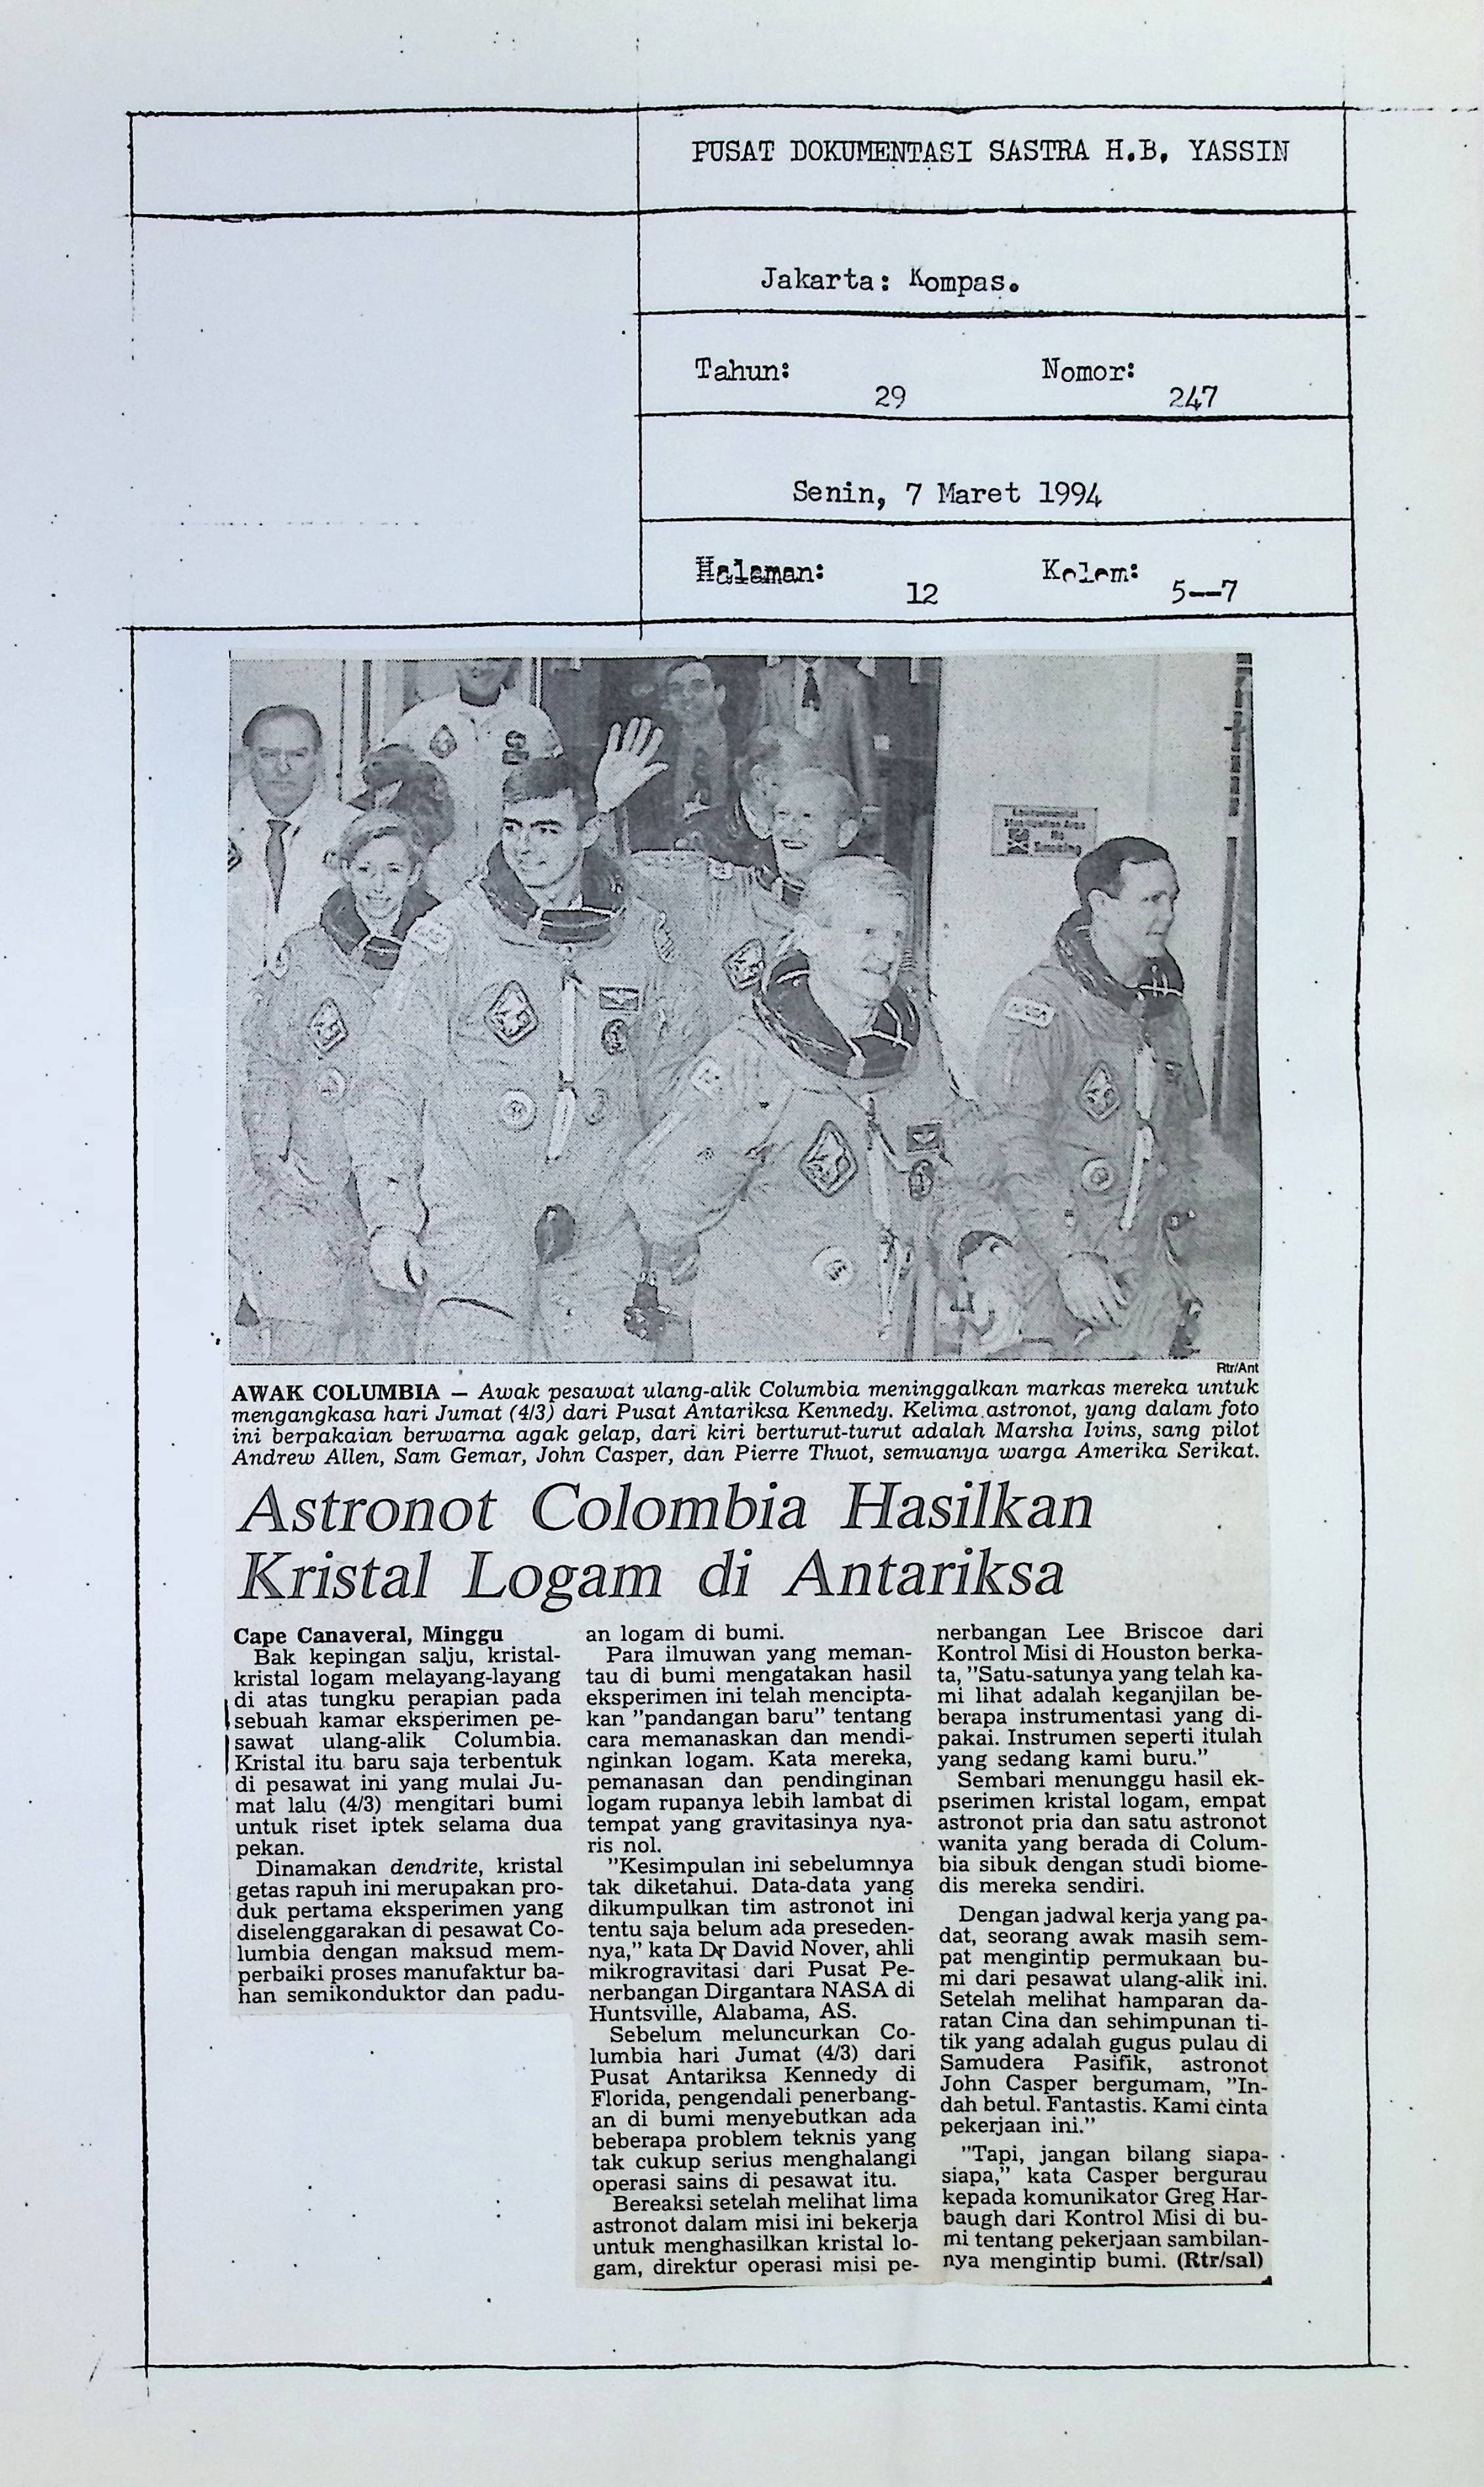 PUSAT DOKUMENTASI SASTRA H.B. YASSIN
Jakarta: Kompas.
Tahun: 29 Nomor: 247
Senin, 7 Maret 1994
Halaman: 12 Kolom: 5--7
Environmental
Stabilization Area
No
Smoking
Rtr/Ant
AWAK COLUMBIA — Awak pesawat ulang-alik Columbia meninggalkan markas mereka untuk
mengangkasa hari Jumat (4/3) dari Pusat Antariksa Kennedy. Kelima astronot, yang dalam foto
ini berpakaian berwarna agak gelap, dari kiri berturut-turut adalah Marsha Ivins, sang pilot
Andrew Allen, Sam Gemar, John Casper, dan Pierre Thuot, semuanya warga Amerika Serikat.
Astronot Colombia Hasilkan
Kristal Logam di Antariksa
Cape Canaveral, Minggu
Bak kepingan salju, kristal-
kristal logam melayang-layang
di atas tungku perapian pada
sebuah kamar eksperimen pe-
sawat ulang-alik Columbia.
Kristal itu baru saja terbentuk
di pesawat ini yang mulai Ju-
mat lalu (4/3) mengitari bumi
untuk riset iptek selama dua
pekan.
Dinamakan dendrite, kristal
getas rapuh ini merupakan pro-
duk pertama eksperimen yang
diselenggarakan di pesawat Co-
lumbia dengan maksud mem-
perbaiki proses manufaktur ba-
han semikonduktor dan padu-
an logam di bumi.
Para ilmuwan yang meman-
tau di bumi mengatakan hasil
eksperimen ini telah mencipta-
kan "pandangan baru" tentang
cara memanaskan dan mendi-
nginkan logam. Kata mereka,
pemanasan dan pendinginan
logam rupanya lebih lambat di
tempat yang gravitasinya nya-
ris nol.
"Kesimpulan ini sebelumnya
tak diketahui. Data-data yang
dikumpulkan tim astronot ini
tentu saja belum ada preseden-
nya," kata Dr David Nover, ahli
mikrogravitasi dari Pusat Pe-
nerbangan Dirgantara NASA di
Huntsville, Alabama, AS.
Sebelum meluncurkan Co-
lumbia hari Jumat (4/3) dari
Pusat Antariksa Kennedy di
Florida, pengendali penerbang-
an di bumi menyebutkan ada
beberapa problem teknis yang
tak cukup serius menghalangi
operasi sains di pesawat itu.
Bereaksi setelah melihat lima
astronot dalam misi ini bekerja
untuk menghasilkan kristal lo-
gam, direktur operasi misi pe-
nerbangan Lee Briscoe dari
Kontrol Misi di Houston berka-
ta, "Satu-satunya yang telah ka-
mi lihat adalah keganjilan be-
berapa instrumentasi yang di-
pakai. Instrumen seperti itulah
yang sedang kami buru."
Sembari menunggu hasil ek-
pserimen kristal logam, empat
astronot pria dan satu astronot
wanita yang berada di Colum-
bia sibuk dengan studi biome-
dis mereka sendiri.
Dengan jadwal kerja yang pa-
dat, seorang awak masih sem-
pat mengintip permukaan bu-
mi dari pesawat ulang-alik ini.
Setelah melihat hamparan da-
ratan Cina dan sehimpunan ti-
tik yang adalah gugus pulau di
Samudera Pasifik, astronot
John Casper bergumam, "In-
dah betul. Fantastis. Kami cinta
pekerjaan ini."
"Tapi, jangan bilang siapa-
siapa," kata Casper bergurau
kepada komunikator Greg Har-
baugh dari Kontrol Misi di bu-
mi tentang pekerjaan sambilan-
nya mengintip bumi. (Rtr/sal)